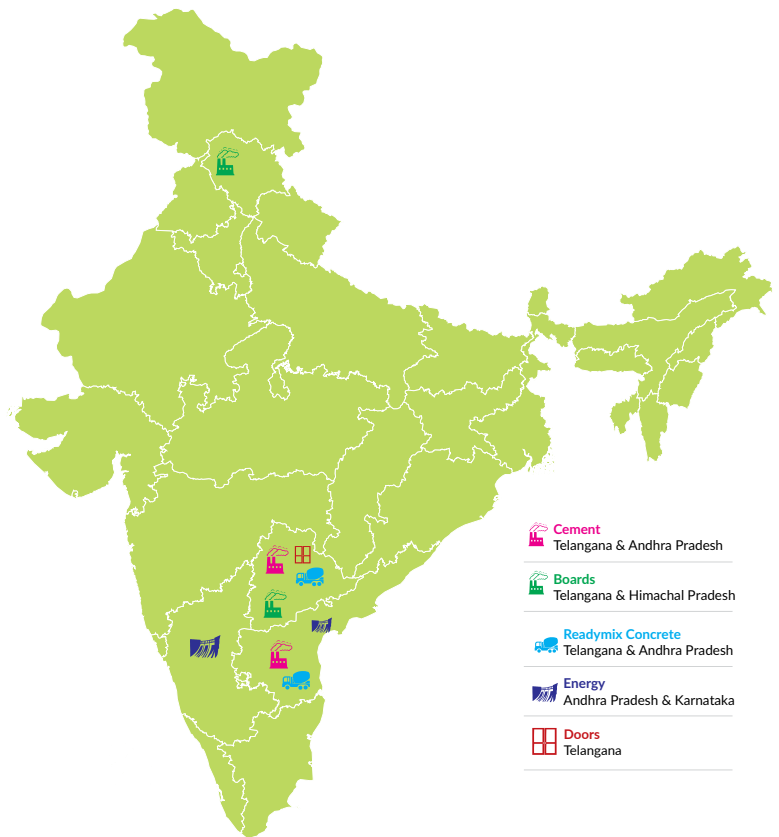 Cement
Telangana & Andhra Pradesh
Boards
Telangana & Himachal Pradesh
Readymix Concrete
Telangana & Andhra Pradesh
Energy
Andhra Pradesh & Karnataka
Doors
Telangana